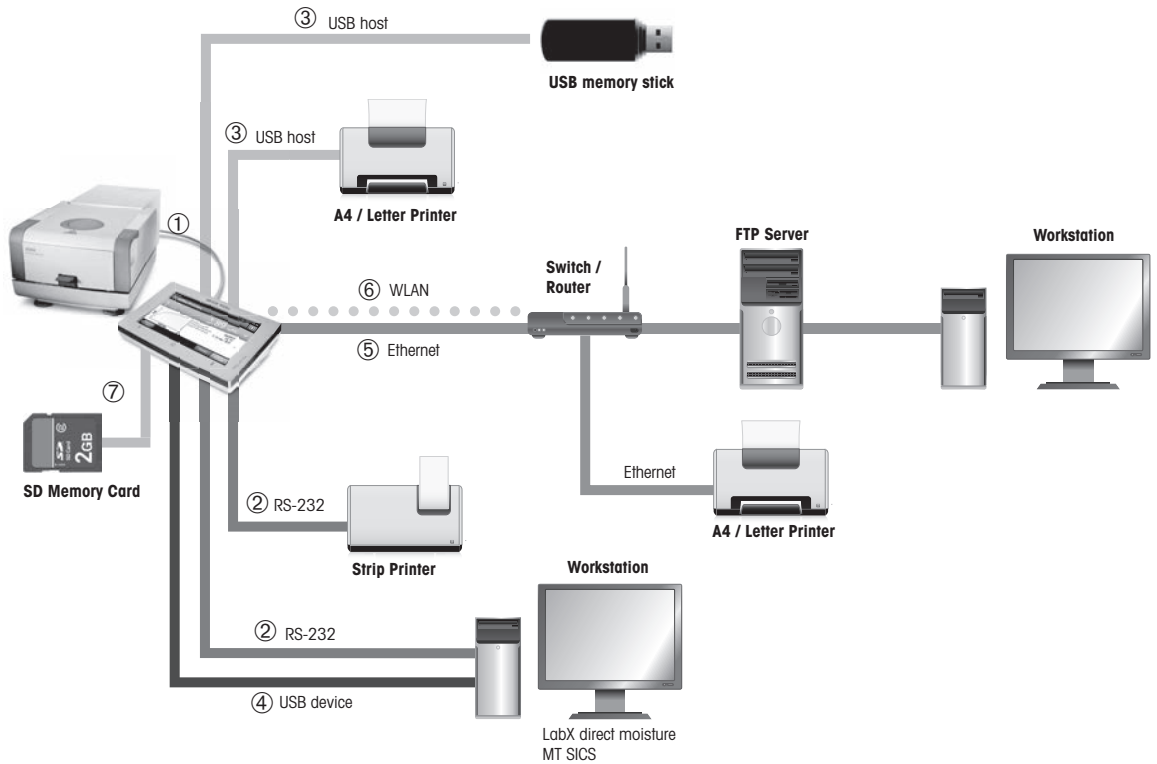 ③ USB host
USB memory stick
③ USB host
A4 / Letter Printer
①
FTP Server
Workstation
Switch /
Router
⑥ WLAN
⑤ Ethernet
⑦
2GB
SD Memory Card
Ethernet
A4 / Letter Printer
② RS-232
Strip Printer
Workstation
② RS-232
④ USB device
LabX direct moisture
MT SICS